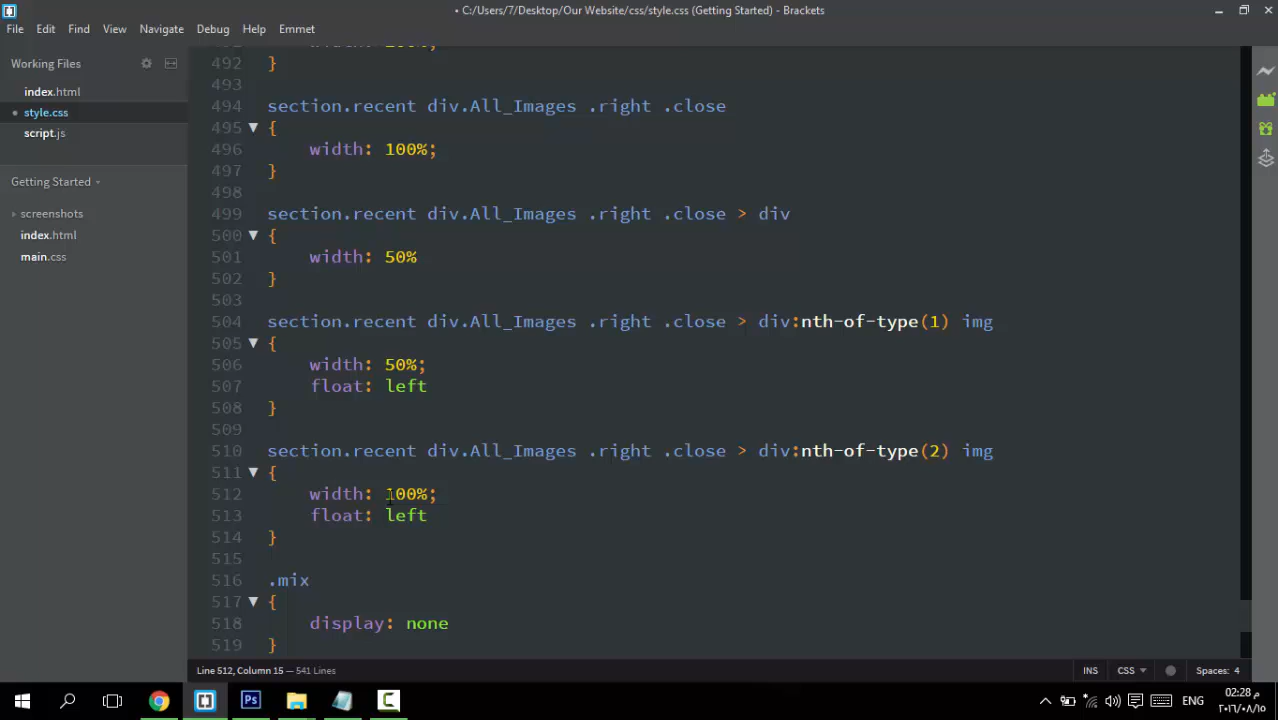 • C:/Users/7/Desktop/Our Website/css/style.css (Getting Started) - Brackets
File Edit View Navigate Debug Help Emmet
Working Files
index.html
• style.css
script.js
Getting Started
screenshots
index.html
main.css
492 }
493
494 section.recent div.All_Images .right .close
495 {
496 width: 100%;
497 }
498
499 section.recent div.All_Images .right .close > div
500 {
501 width: 50%
502 }
503
504 section.recent div.All_Images .right .close > div:nth-of-type(1) img
505 {
506 width: 50%;
507 float: left
508 }
509
510 section.recent div.All_Images .right .close > div:nth-of-type(2) img
511 {
512 width: 100%;
513 float: left
514 }
515
516 .mix
517 {
518 display: none
519 }
Line 512, Column 15 — 541 Lines
INS CSS Spaces: 4
Ps
C
ENG
02:28 م
٢٠١٦/٠٨/١٥